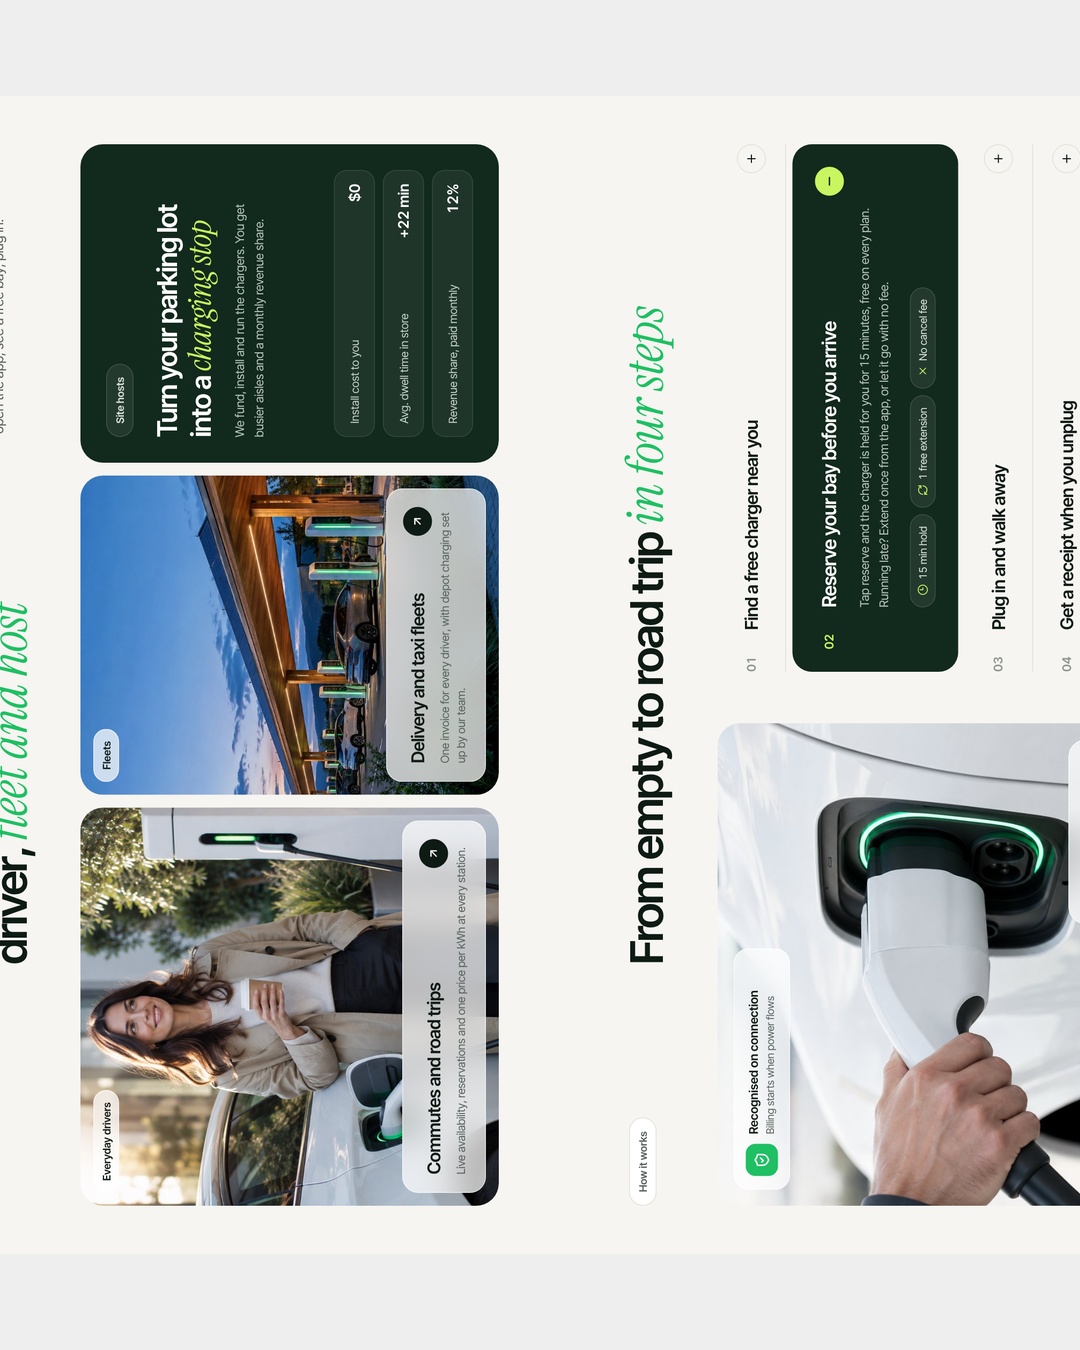 open the app, see a free bay, plug in.
driver, fleet and host
Everyday drivers
Commutes and road trips
Live availability, reservations and one price per kWh at every station.
Fleets
Delivery and taxi fleets
One invoice for every driver, with depot charging set
up by our team.
Site hosts
Turn your parking lot
into a charging stop
We fund, install and run the chargers. You get
busier aisles and a monthly revenue share.
Install cost to you
$0
Avg. dwell time in store
+22 min
Revenue share, paid monthly
12%
How it works
From empty to road trip in four steps
Recognised on connection
Billing starts when power flows
01
Find a free charger near you
+
02
Reserve your bay before you arrive
Tap reserve and the charger is held for you for 15 minutes, free on every plan.
Running late? Extend once from the app, or let it go with no fee.
15 min hold
1 free extension
No cancel fee
03
Plug in and walk away
+
04
Get a receipt when you unplug
+